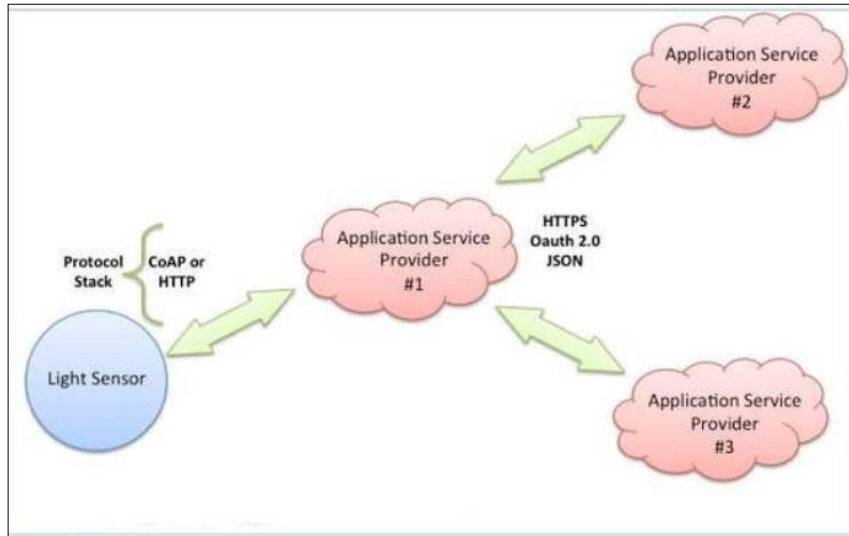 Application Service
Provider
#2
Application Service
Provider
#1
HTTPS
Oauth 2.0
JSON
Protocol
Stack
CoAP or
HTTP
Light Sensor
Application Service
Provider
#3